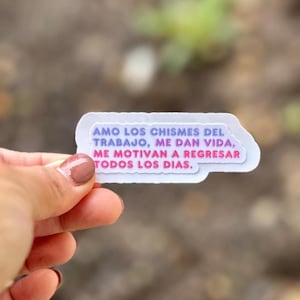 AMO LOS CHISMES DEL
TRABAJO, ME DAN VIDA,
ME MOTIVAN A REGRESAR
TODOS LOS DIAS.